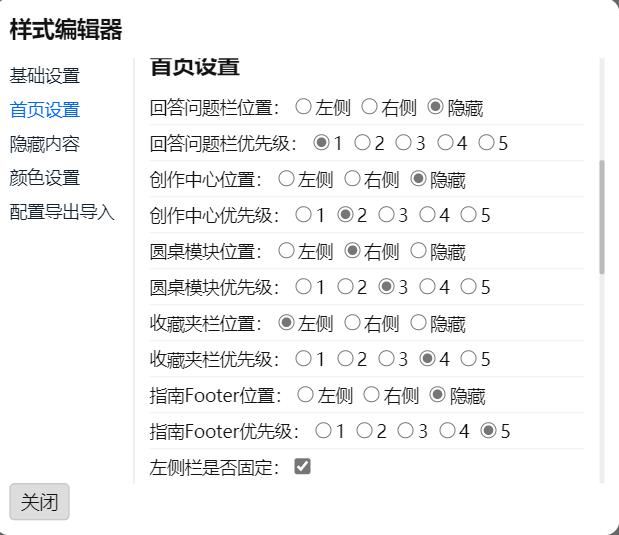 样式编辑器
基础设置
首页设置
隐藏内容
颜色设置
配置导出导入
首页设置
回答问题栏位置： 左侧 右侧 隐藏
回答问题栏优先级： 1 2 3 4 5
创作中心位置： 左侧 右侧 隐藏
创作中心优先级： 1 2 3 4 5
圆桌模块位置： 左侧 右侧 隐藏
圆桌模块优先级： 1 2 3 4 5
收藏夹栏位置： 左侧 右侧 隐藏
收藏夹栏优先级： 1 2 3 4 5
指南Footer位置： 左侧 右侧 隐藏
指南Footer优先级： 1 2 3 4 5
左侧栏是否固定：
关闭